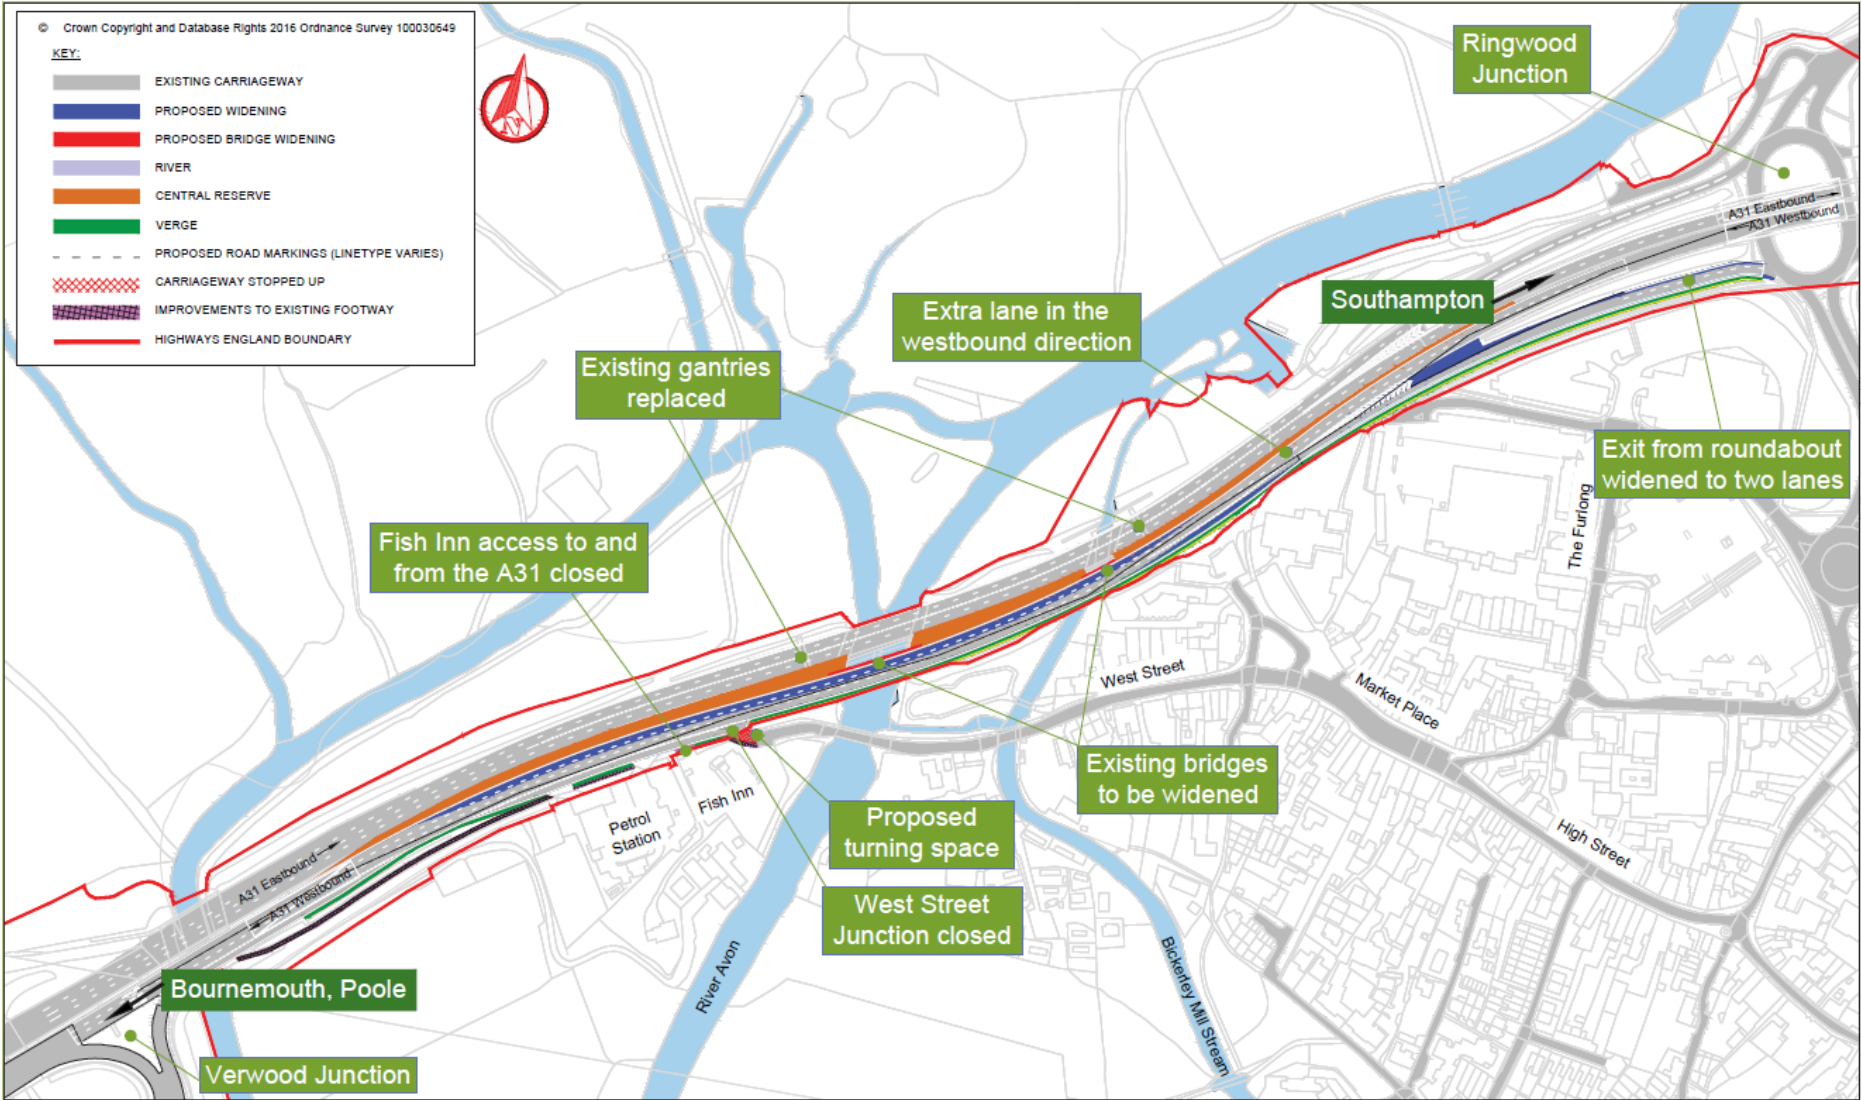 © Crown Copyright and Database Rights 2016 Ordnance Survey 100030649
KEY:
EXISTING CARRIAGEWAY
PROPOSED WIDENING
PROPOSED BRIDGE WIDENING
RIVER
CENTRAL RESERVE
VERGE
PROPOSED ROAD MARKINGS (LINETYPE VARIES)
CARRIAGEWAY STOPPED UP
IMPROVEMENTS TO EXISTING FOOTWAY
HIGHWAYS ENGLAND BOUNDARY
Ringwood
Junction
A31 Eastbound
A31 Westbound
Southampton
Extra lane in the
westbound direction
Existing gantries
replaced
Exit from roundabout
widened to two lanes
The Furlong
Fish Inn access to and
from the A31 closed
West Street
Market Place
High Street
Existing bridges
to be widened
Fish Inn
Petrol
Station
Proposed
turning space
West Street
Junction closed
A31 Eastbound
A31 Westbound
River Avon
Bickerley Mill Stream
Bournemouth, Poole
Verwood Junction